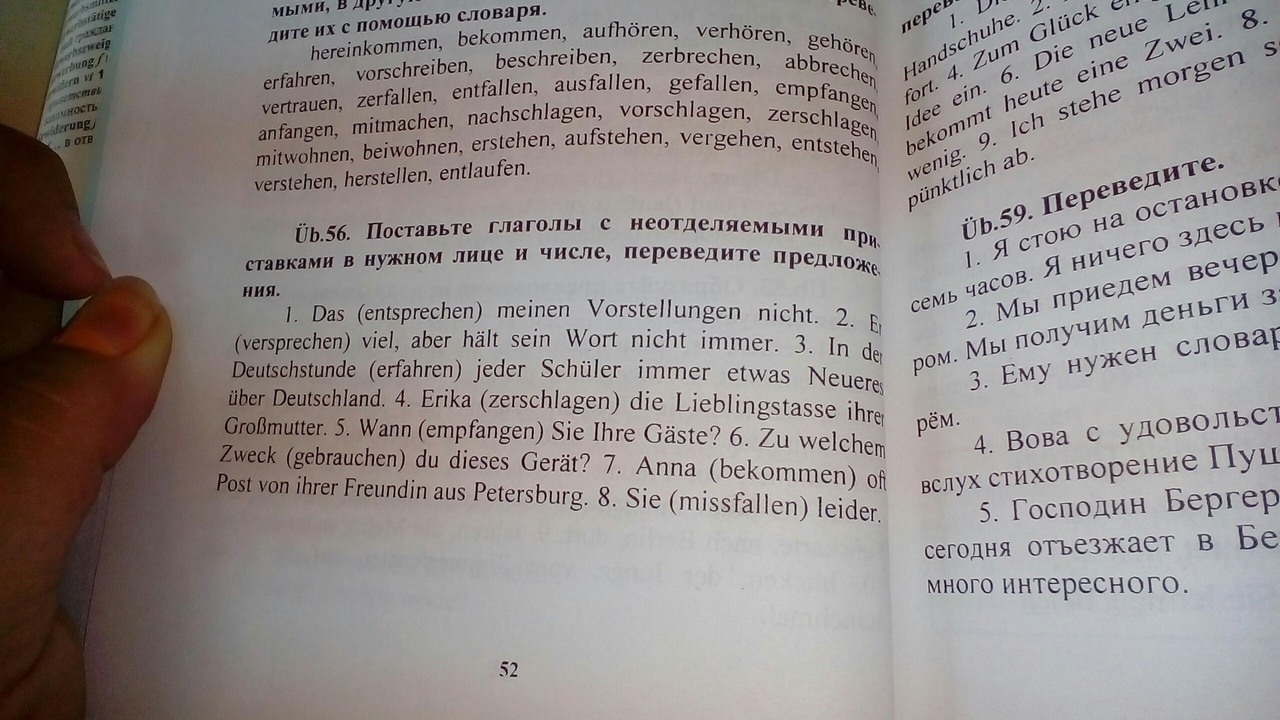 мыми, в
дите их с помощью словаря.
hereinkommen, bekommen, aufhören, verhören, gehören,
erfahren, vorschreiben, beschreiben, zerbrechen, abbrechen,
vertrauen, zerfallen, entfallen, ausfallen, gefallen, empfangen,
anfangen, mitmachen, nachschlagen, vorschlagen, zerschlagen,
mitwohnen, beiwohnen, erstehen, aufstehen, vergehen, entstehen,
verstehen, herstellen, entlaufen.
Üb.56. Поставьте глаголы с неотделяемыми при-
ставками в нужном лице и числе, переведите предложе-
ния.
1. Das (entsprechen) meinen Vorstellungen nicht. 2. Er
(versprechen) viel, aber hält sein Wort nicht immer. 3. In der
Deutschstunde (erfahren) jeder Schüler immer etwas Neueres
über Deutschland. 4. Erika (zerschlagen) die Lieblingstasse ihrer
Großmutter. 5. Wann (empfangen) Sie Ihre Gäste? 6. Zu welchem
Zweck (gebrauchen) du dieses Gerät? 7. Anna (bekommen) oft
Post von ihrer Freundin aus Petersburg. 8. Sie (missfallen) leider.
52
1. Di
Handschuhe. 2.
fort. 4. Zum Glück
Idee ein. 6. Die neue
bekommt heute eine Zwei. 8.
wenig. 9. Ich stehe morgen s
pünktlich ab.
Üb.59. Переведите.
1. Я стою на остановк
семь часов. Я ничего здесь
2. Мы приедем вечер
ром. Мы получим деньги з
3. Ему нужен словар
рём.
4. Вова с удовольст
вслух стихотворение Пуш
5. Господин Бергер
сегодня отъезжает в Бе
много интересного.